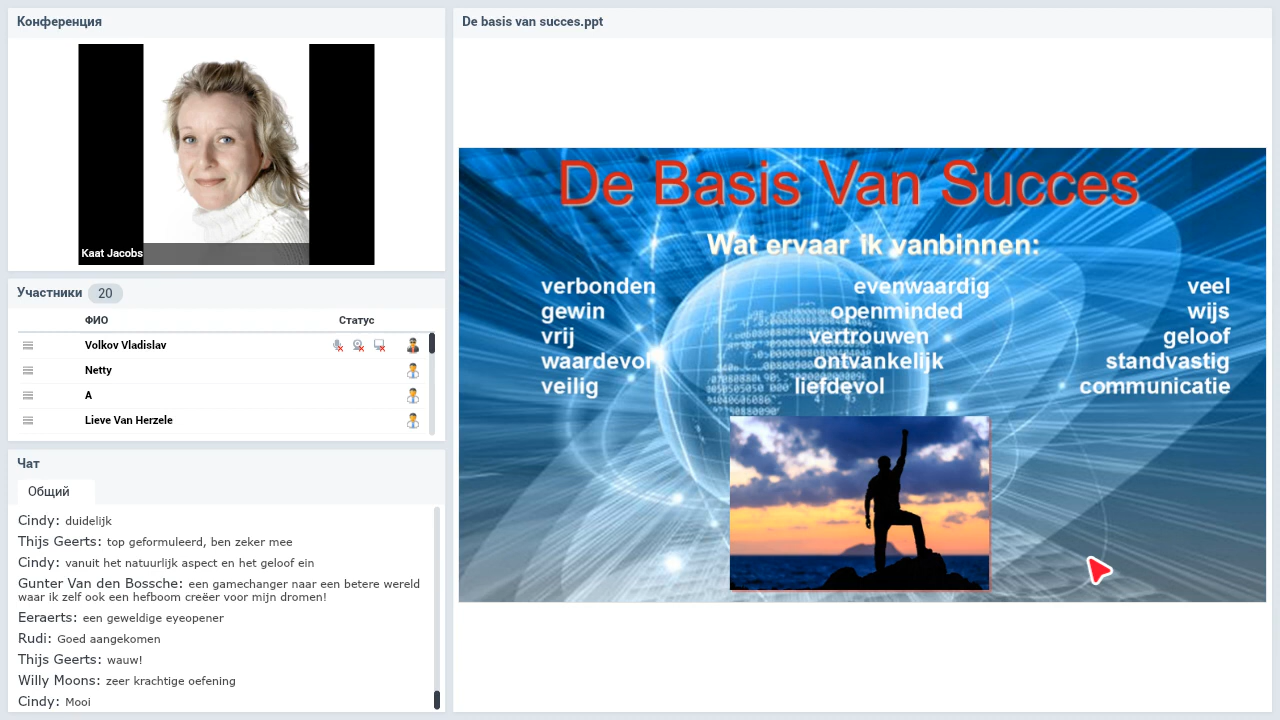 Конференция
Kaat Jacobs
Участники 20
ФИО Статус
Volkov Vladislav
Netty
A
Lieve Van Herzele
Чат
Общий
Cindy: duidelijk
Thijs Geerts: top geformuleerd, ben zeker mee
Cindy: vanuit het natuurlijk aspect en het geloof ein
Gunter Van den Bossche: een gamechanger naar een betere wereld
waar ik zelf ook een hefboom creëer voor mijn dromen!
Eeraerts: een geweldige eyeopener
Rudi: Goed aangekomen
Thijs Geerts: wauw!
Willy Moons: zeer krachtige oefening
Cindy: Mooi
De basis van succes.ppt
De Basis Van Succes
Wat ervaar ik vanbinnen:
verbonden evenwaardig veel
gewin openminded wijs
vrij vertrouwen geloof
waardevol ontvankelijk standvastig
veilig liefdevol communicatie